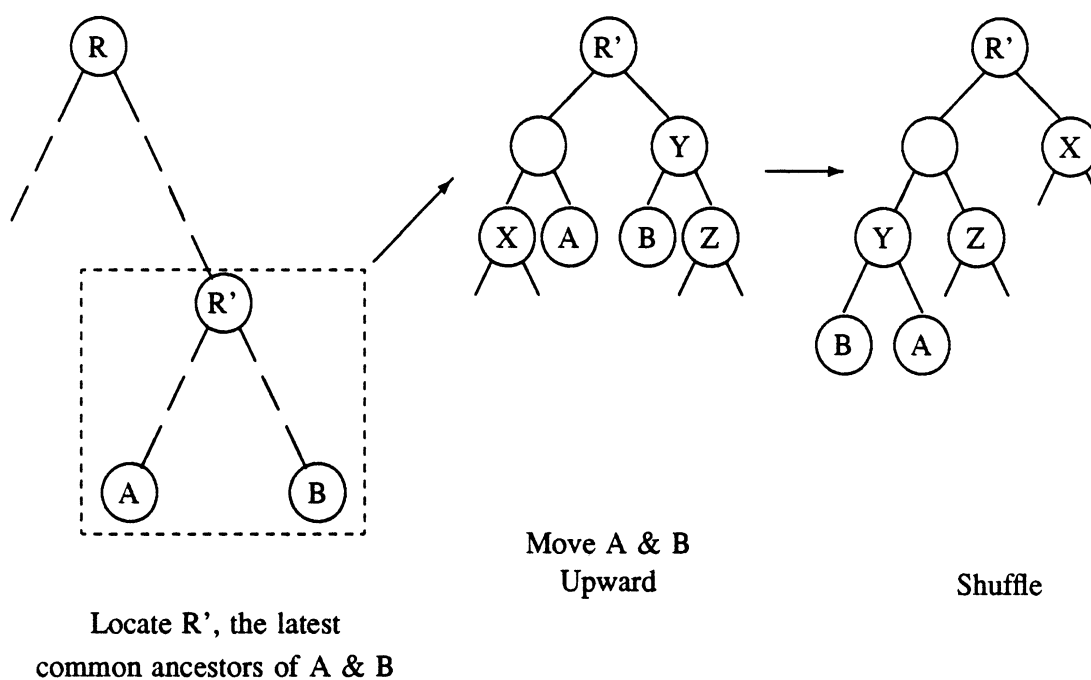 R
R'
A
B
Locate R', the latest
common ancestors of A & B
R'
Y
X
A
B
Z
Move A & B
Upward
R'
X
Y
Z
B
A
Shuffle